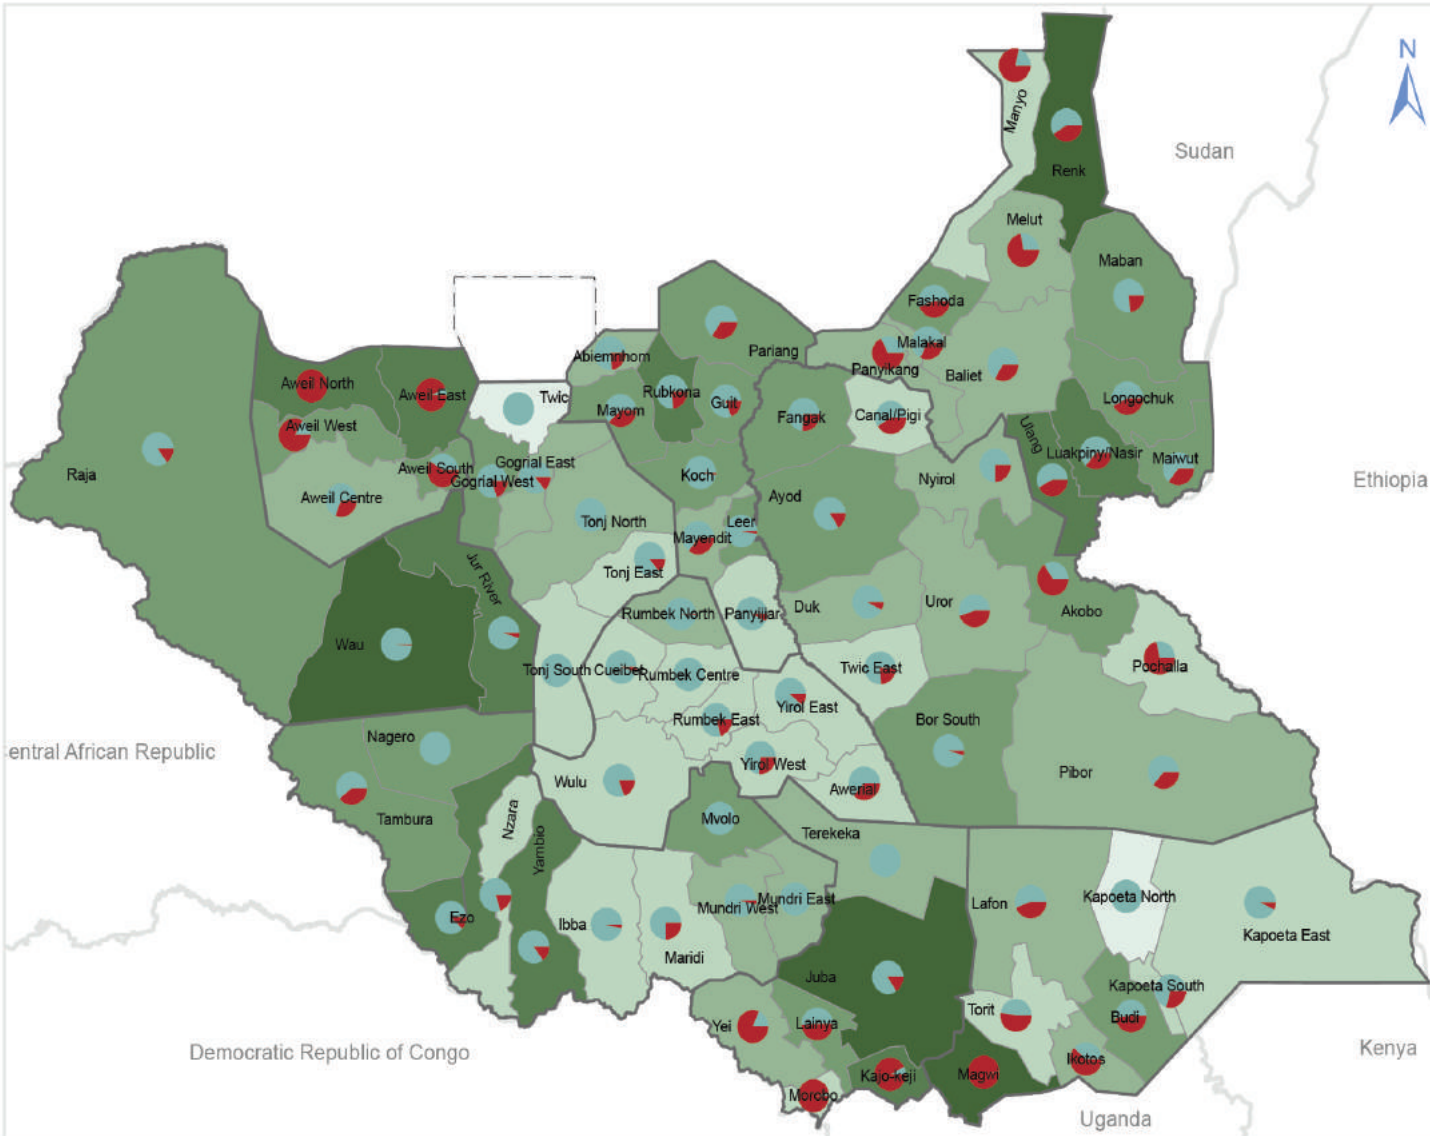 N
Manyo
Sudan
Renk
Melut
Maban
Fashoda
Malakal
Panyikang
Baliet
Pariang
Abiemnhom
Twic
Rubkona
Mayom
Guit
Aweil North
Aweil East
Aweil West
Fangak
Canal/Pigi
Longochuk
Ulang
Luakpiny/Nasir
Maiwut
Ethiopia
Raja
Aweil South
Gogrial East
Gogrial West
Aweil Centre
Koch
Nyirol
Ayod
Tonj North
Leer
Mayendit
Jur River
Tonj East
Rumbek North
Panyijiar
Duk
Uror
Akobo
Wau
Tonj South
Cueibet
Rumbek Centre
Twic East
Pochalla
Yirol East
Rumbek East
Bor South
Nagero
entral African Republic
Yirol West
Pibor
Wulu
Awerial
Tambura
Nzara
Yambio
Mvolo
Terekeka
Mundri East
Mundri West
Lafon
Kapoeta North
Ezo
Ibba
Maridi
Kapoeta East
Juba
Kapoeta South
Torit
Budi
Yei
Lainya
Democratic Republic of Congo
Ikotos
Kenya
Kajo-keji
Magwi
Morobo
Uganda